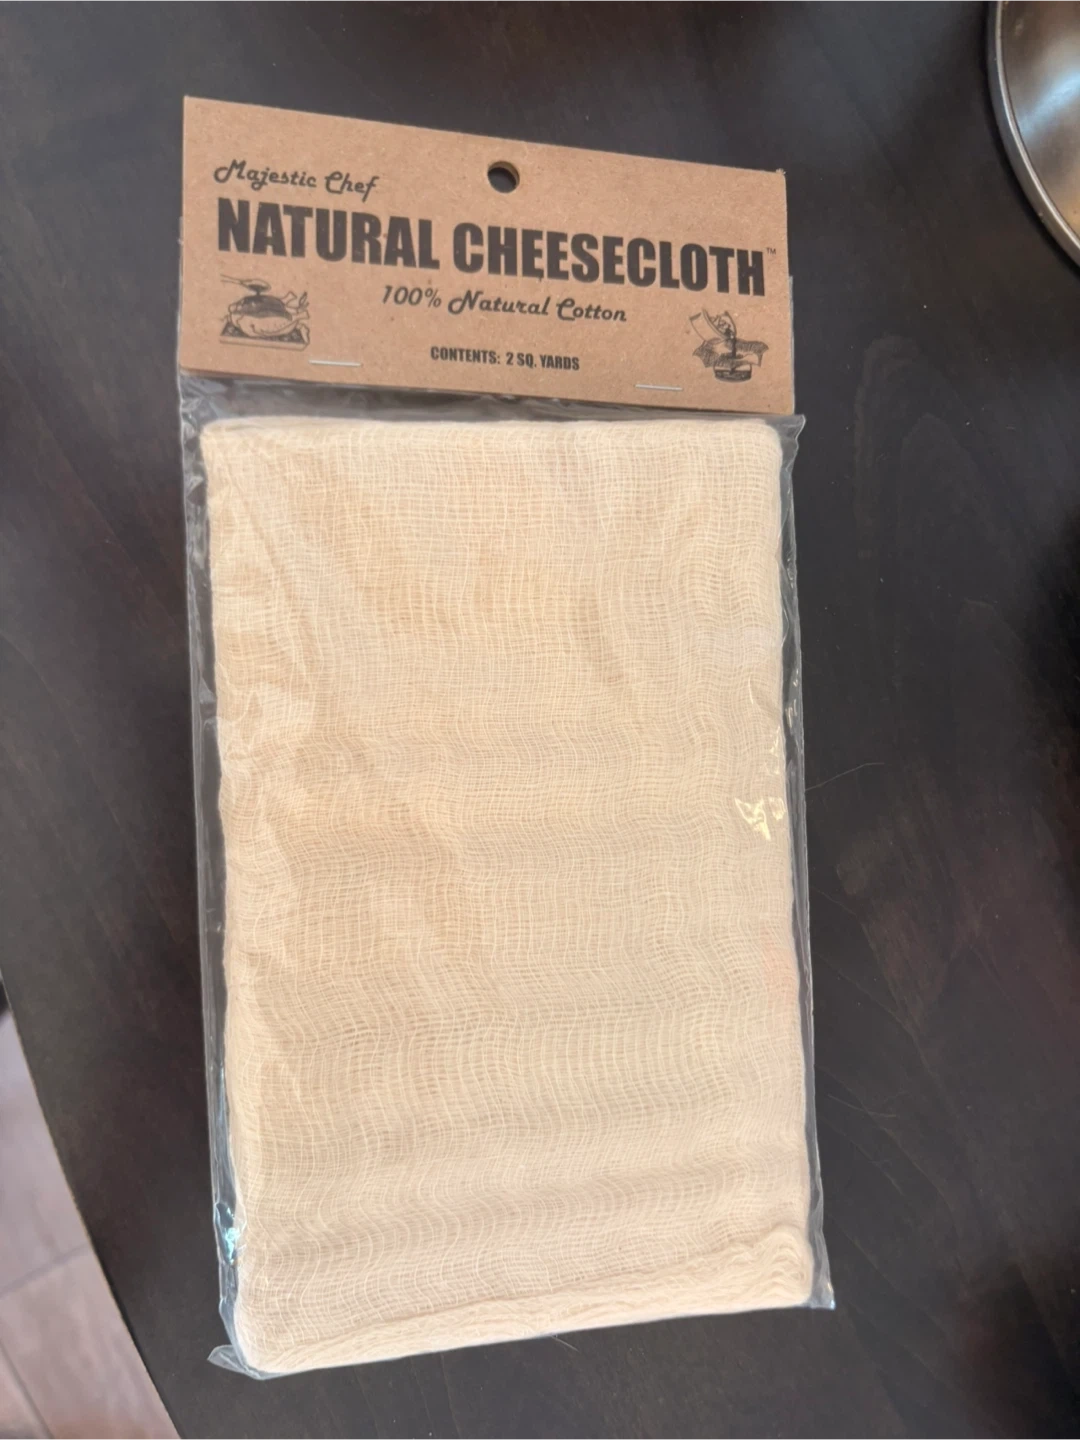 Majestic Chef
NATURAL CHEESECLOTH™
100% Natural Cotton
CONTENTS: 2 SQ. YARDS